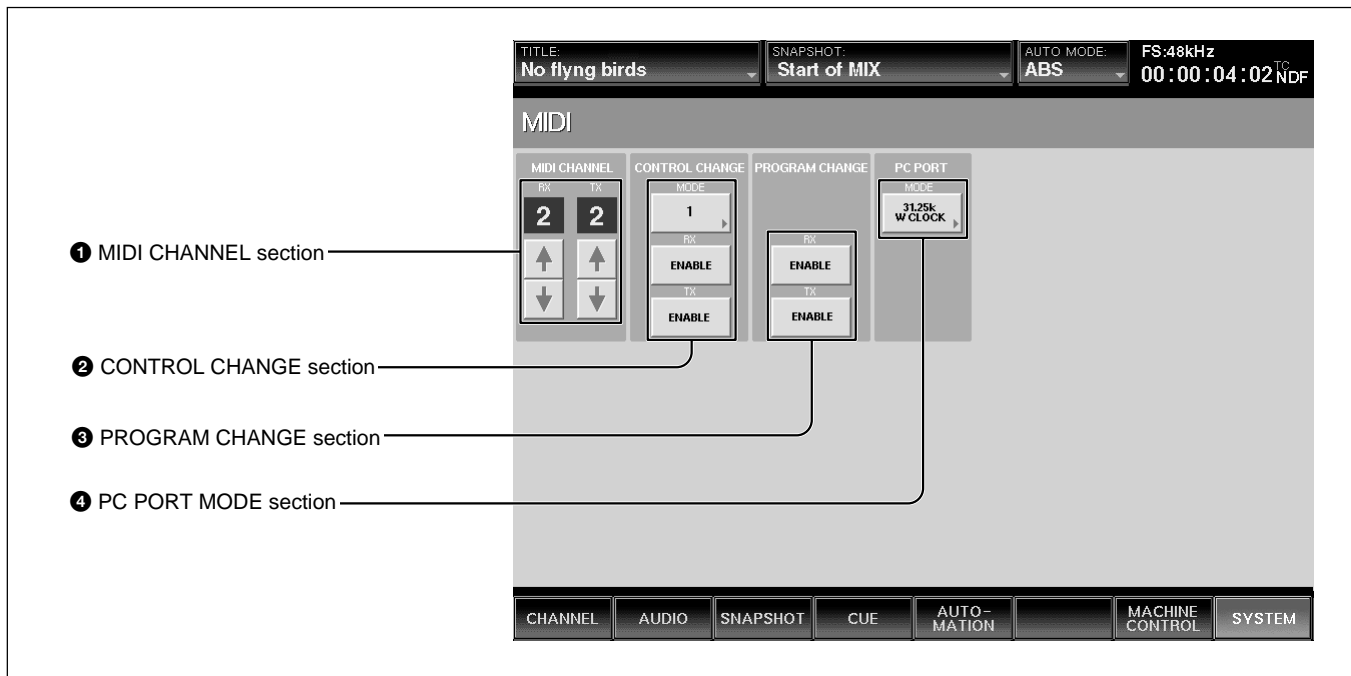 TITLE:
No flyng birds
SNAPSHOT:
Start of MIX
AUTO MODE:
ABS
FS:48kHz
00:00:04:02 TC NDF
MIDI
MIDI CHANNEL
RX TX
2 2
CONTROL CHANGE
MODE
1
RX
ENABLE
TX
ENABLE
PROGRAM CHANGE
RX
ENABLE
TX
ENABLE
PC PORT
MODE
31.25k
W CLOCK
❶ MIDI CHANNEL section
❷ CONTROL CHANGE section
❸ PROGRAM CHANGE section
❹ PC PORT MODE section
CHANNEL
AUDIO
SNAPSHOT
CUE
AUTO-
MATION
MACHINE
CONTROL
SYSTEM